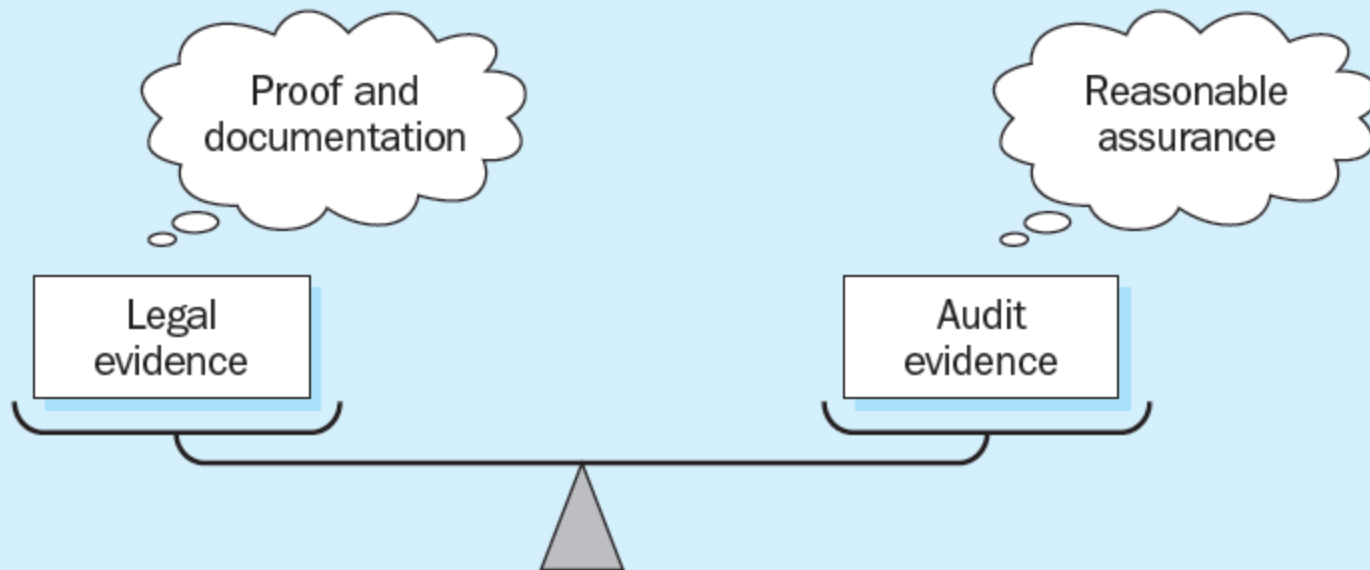 Proof and
documentation
Reasonable
assurance
Legal
evidence
Audit
evidence